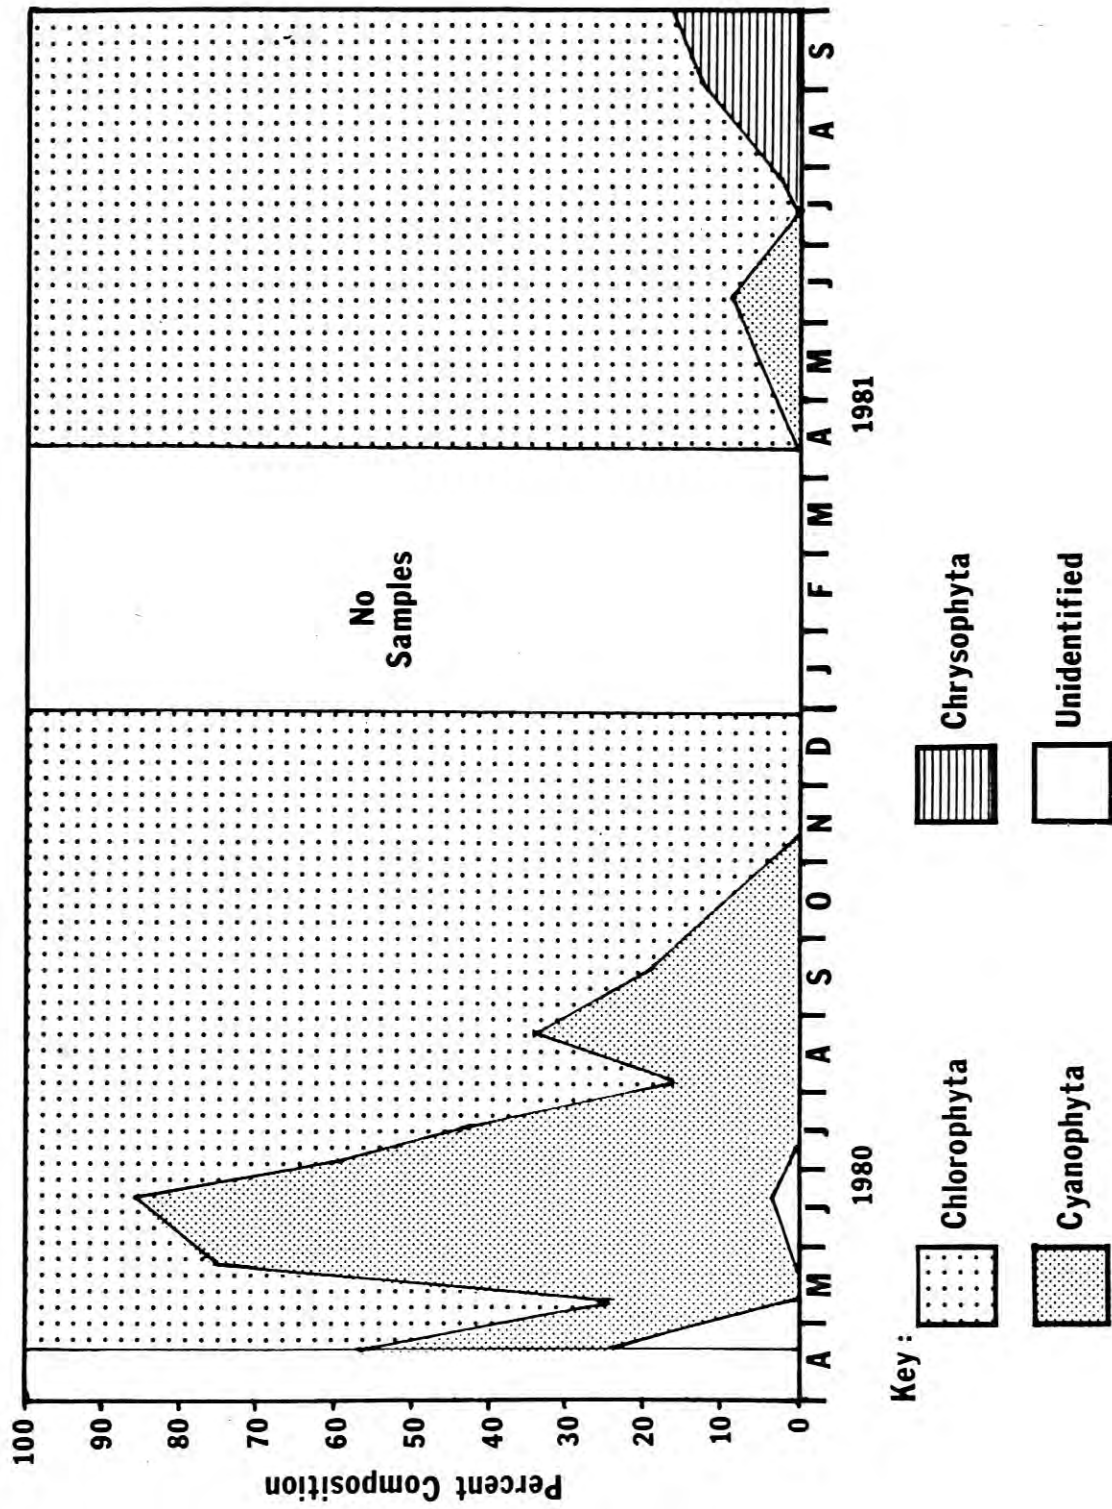 Percent Composition
100
90
80
70
60
50
40
30
20
10
0
No
Samples
A M J J A S O N D J F M A M J J A S
1980 1981
Key:
Chlorophyta Chrysophyta
Cyanophyta Unidentified